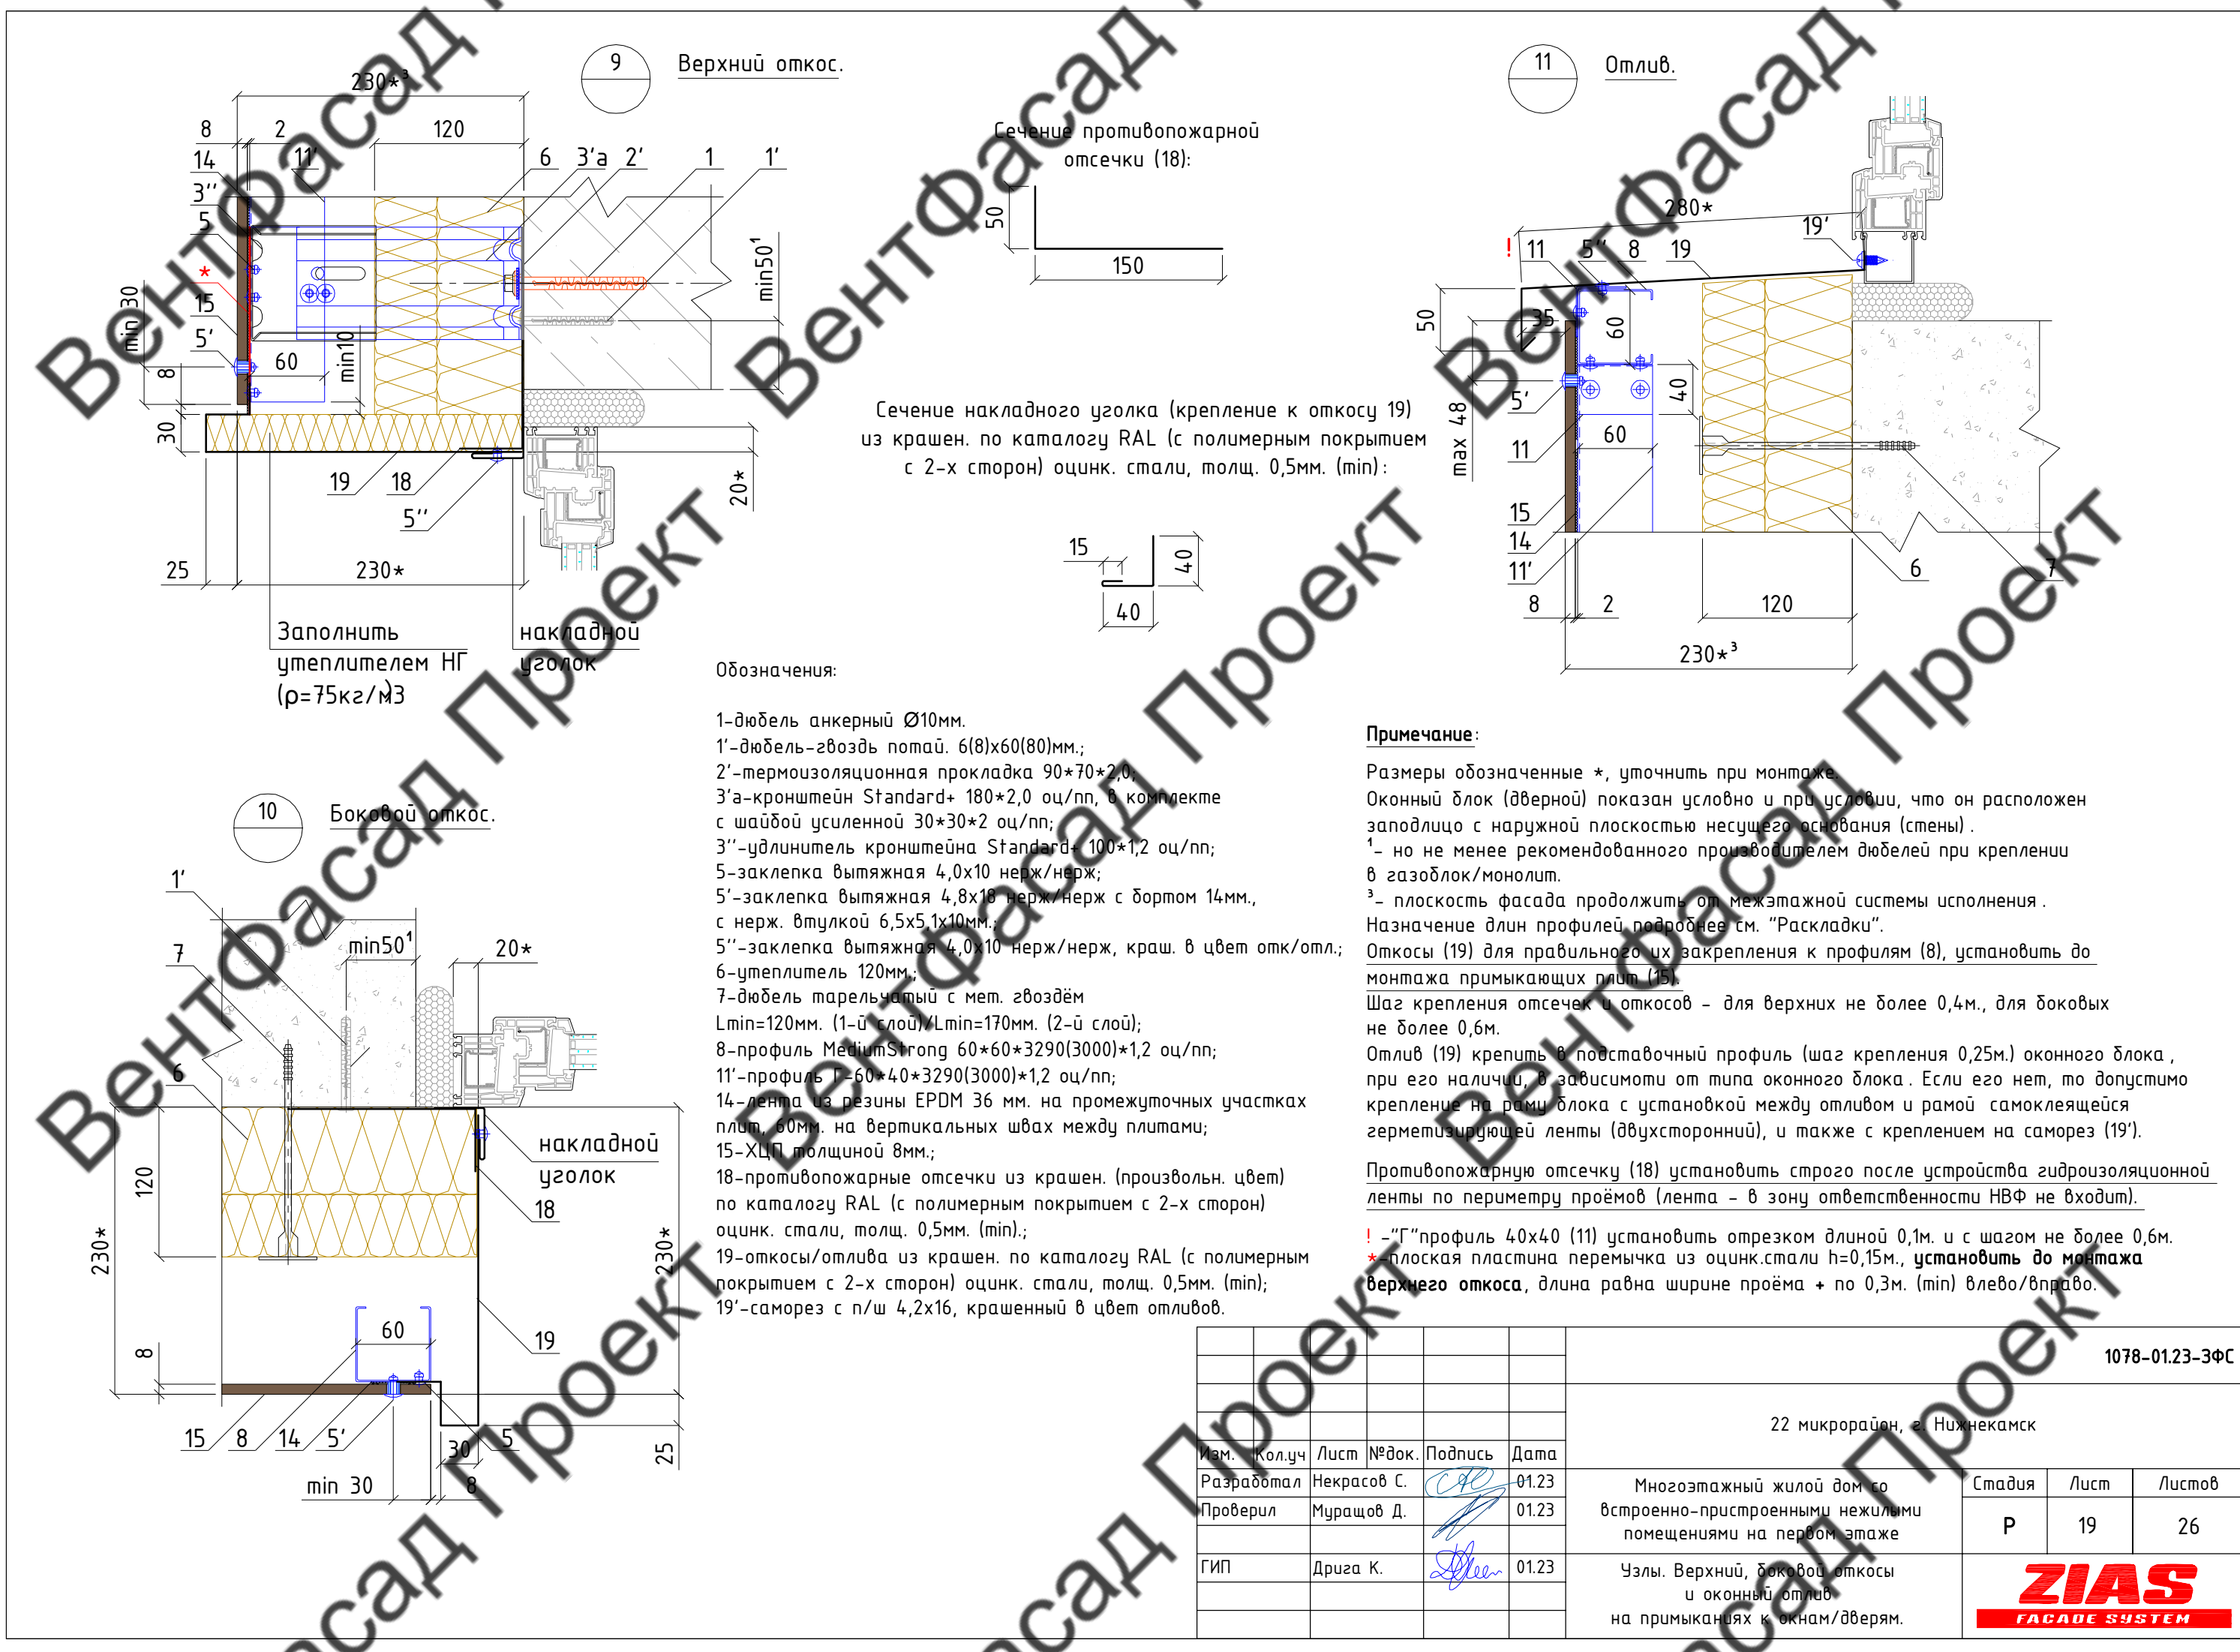 9
Верхний откос.
230*³
8
2
120
14
11'
6
3'а
2'
1
1'
3''
5
*
15
5'
min30
8
30
60
min10
min50¹
19
18
5''
20*
25
230*
Заполнить
утеплителем НГ
(ρ=75кг/м3)
накладной
уголок
Сечение противопожарной
отсечки (18):
50
150
Сечение накладного уголка (крепление к откосу 19)
из крашен. по каталогу RAL (с полимерным покрытием
с 2-х сторон) оцинк. стали, толщ. 0,5мм. (min):
15
40
40
11
Отлив.
280*
19'
!
11
5''
8
19
50
35
60
5'
40
max 48
11
60
15
14
11'
6
7
8
2
120
230*³
10
Боковой откос.
1'
7
6
min50¹
20*
накладной
уголок
18
120
230*
230*
60
19
8
15
8
14
5'
5
30
25
min 30
8
Обозначения:
1-дюбель анкерный Ø10мм.
1'-дюбель-гвоздь потай. 6(8)х60(80)мм.;
2'-термоизоляционная прокладка 90*70*2,0;
3'а-кронштейн Standard+ 180*2,0 оц/пп, в комплекте
с шайбой усиленной 30*30*2 оц/пп;
3''-удлинитель кронштейна Standard+ 100*1,2 оц/пп;
5-заклепка вытяжная 4,0х10 нерж/нерж;
5'-заклепка вытяжная 4,8х18 нерж/нерж с бортом 14мм.,
с нерж. втулкой 6,5х5,1х10мм.;
5''-заклепка вытяжная 4,0х10 нерж/нерж, краш. в цвет отк/отл.;
6-утеплитель 120мм.;
7-дюбель тарельчатый с мет. гвоздём
Lmin=120мм. (1-й слой)/Lmin=170мм. (2-й слой);
8-профиль MediumStrong 60*60*3290(3000)*1,2 оц/пп;
11'-профиль Г-60*40*3290(3000)*1,2 оц/пп;
14-лента из резины EPDM 36 мм. на промежуточных участках
плит, 60мм. на вертикальных швах между плитами;
15-ХЦП толщиной 8мм.;
18-противопожарные отсечки из крашен. (произвольн. цвет)
по каталогу RAL (с полимерным покрытием с 2-х сторон)
оцинк. стали, толщ. 0,5мм. (min).;
19-откосы/отлива из крашен. по каталогу RAL (с полимерным
покрытием с 2-х сторон) оцинк. стали, толщ. 0,5мм. (min);
19'-саморез с п/ш 4,2х16, крашенный в цвет отливов.
Примечание:
Размеры обозначенные *, уточнить при монтаже.
Оконный блок (дверной) показан условно и при условии, что он расположен
заподлицо с наружной плоскостью несущего основания (стены).
¹- но не менее рекомендованного производителем дюбелей при креплении
в газоблок/монолит.
³- плоскость фасада продолжить от межэтажной системы исполнения.
Назначение длин профилей подробнее см. "Раскладки".
Откосы (19) для правильного их закрепления к профилям (8), установить до
монтажа примыкающих плит (15).
Шаг крепления отсечек и откосов - для верхних не более 0,4м., для боковых
не более 0,6м.
Отлив (19) крепить в подставочный профиль (шаг крепления 0,25м.) оконного блока,
при его наличии, в зависимоти от типа оконного блока. Если его нет, то допустимо
крепление на раму блока с установкой между отливом и рамой самоклеящейся
герметизирующей ленты (двухсторонний), и также с креплением на саморез (19').
Противопожарную отсечку (18) установить строго после устройства гидроизоляционной
ленты по периметру проёмов (лента - в зону ответственности НВФ не входит).
! -"Г"профиль 40х40 (11) установить отрезком длиной 0,1м. и с шагом не более 0,6м.
*-плоская пластина перемычка из оцинк.стали h=0,15м., установить до монтажа
верхнего откоса, длина равна ширине проёма + по 0,3м. (min) влево/вправо.
1078-01.23-ЗФС
22 микрорайон, г. Нижнекамск
Изм. Кол.уч Лист №док. Подпись Дата
Разработал Некрасов С. 01.23
Проверил Муращов Д. 01.23
ГИП Дрига К. 01.23
Многоэтажный жилой дом со
встроенно-пристроенными нежилыми
помещениями на первом этаже
Стадия Лист Листов
Р 19 26
Узлы. Верхний, боковой откосы
и оконный отлив
на примыканиях к окнам/дверям.
ZIAS
FACADE SYSTEM
ВентФасад Проект
ВентФасад Проект
ВентФасад Проект
ВентФасад Проект
ВентФасад Проект
ВентФасад Проект